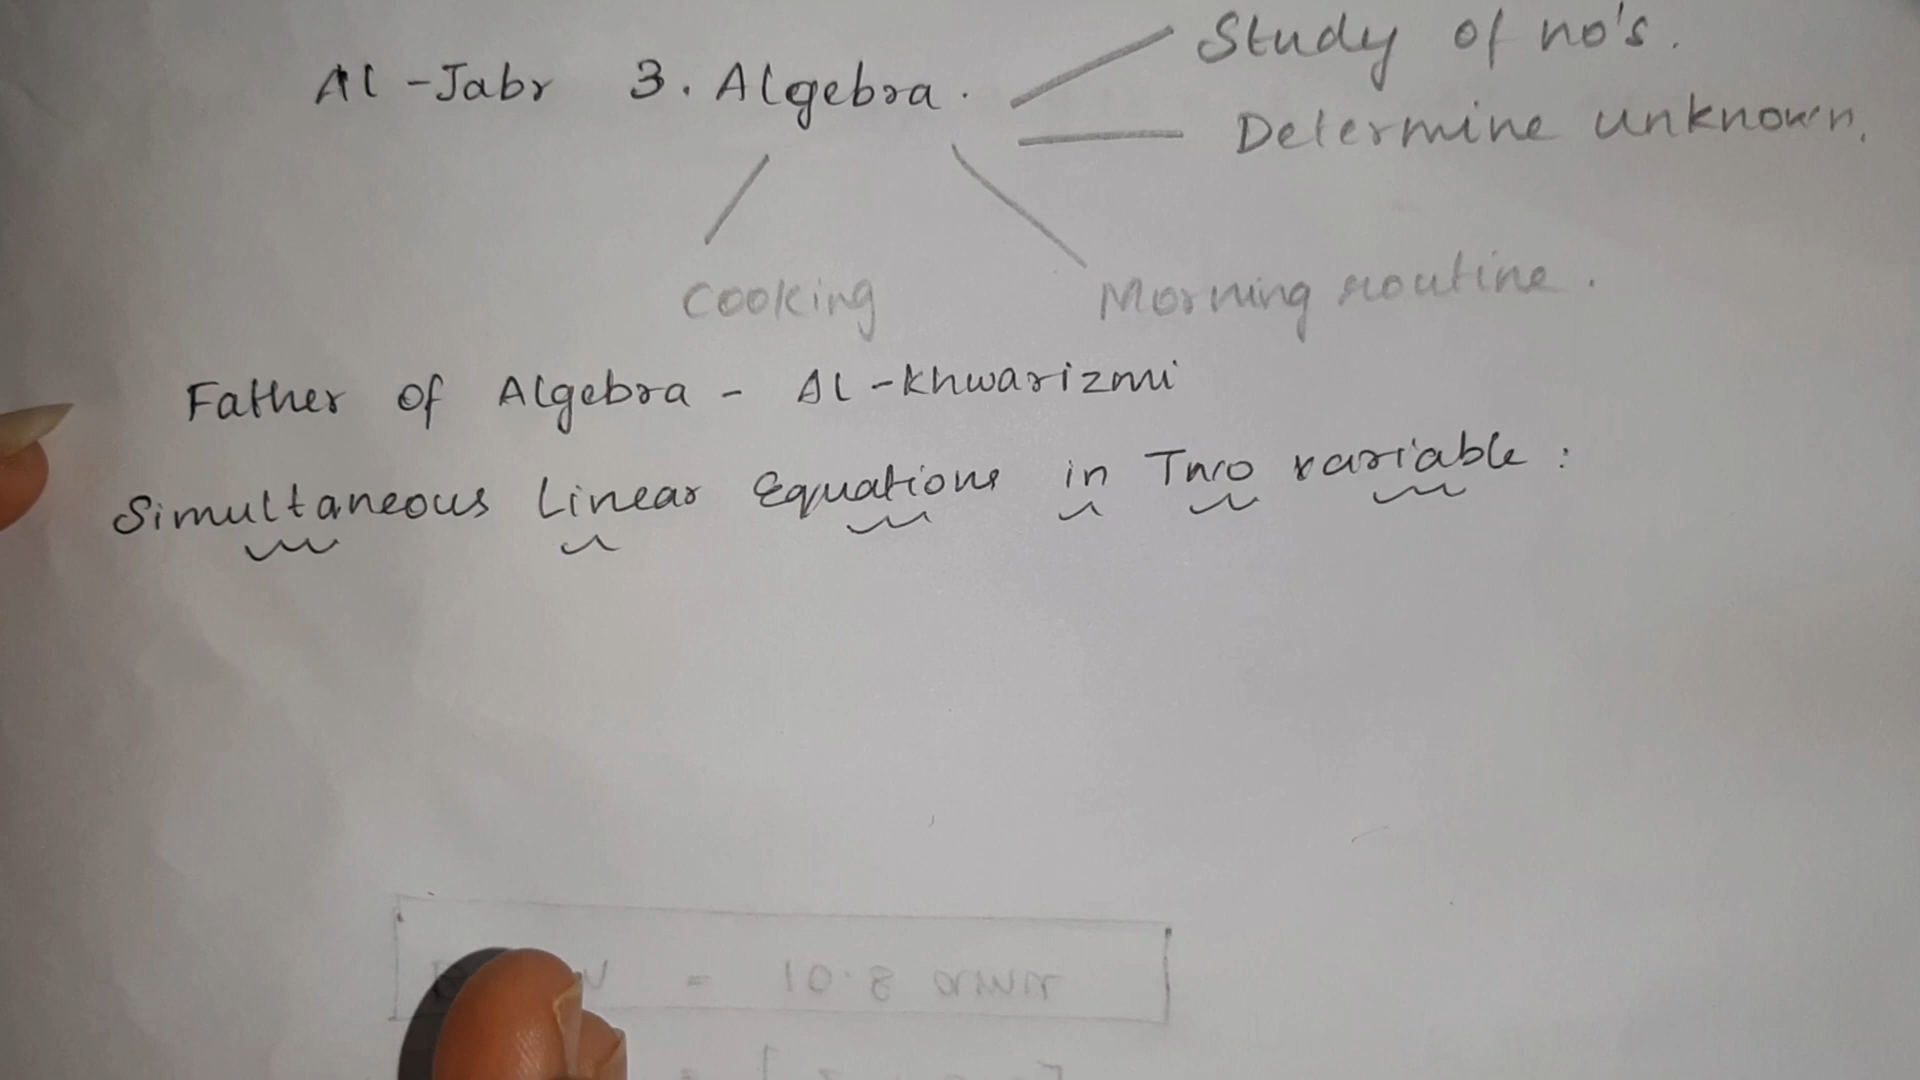 Study of no's.
Al-Jabr 3. Algebra.
Determine unknown.
Cooking Morning routine.
Father of Algebra - Al-khwarizmi
Simultaneous Linear Equations in Two variable :